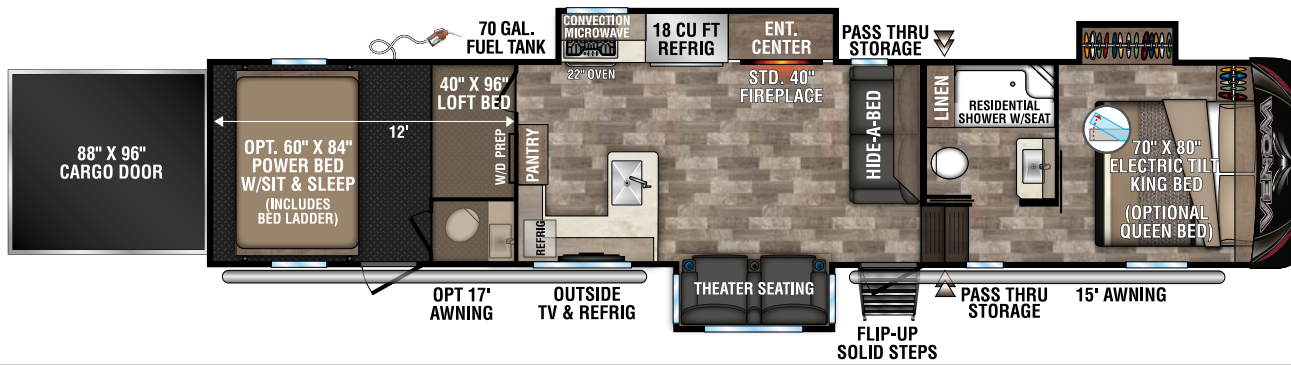 70 GAL.
FUEL TANK
CONVECTION
MICROWAVE
22" OVEN
18 CU FT
REFRIG
ENT.
CENTER
STD. 40"
FIREPLACE
PASS THRU
STORAGE
88" X 96"
CARGO DOOR
12'
OPT. 60" X 84"
POWER BED
W/SIT & SLEEP
(INCLUDES
BED LADDER)
40" X 96"
LOFT BED
W/D PREP
PANTRY
REFRIG
HIDE-A-BED
LINEN
RESIDENTIAL
SHOWER W/SEAT
70" X 80"
ELECTRIC TILT
KING BED
(OPTIONAL
QUEEN BED)
VENOM
OPT 17'
AWNING
OUTSIDE
TV & REFRIG
THEATER SEATING
FLIP-UP
SOLID STEPS
PASS THRU
STORAGE
15' AWNING